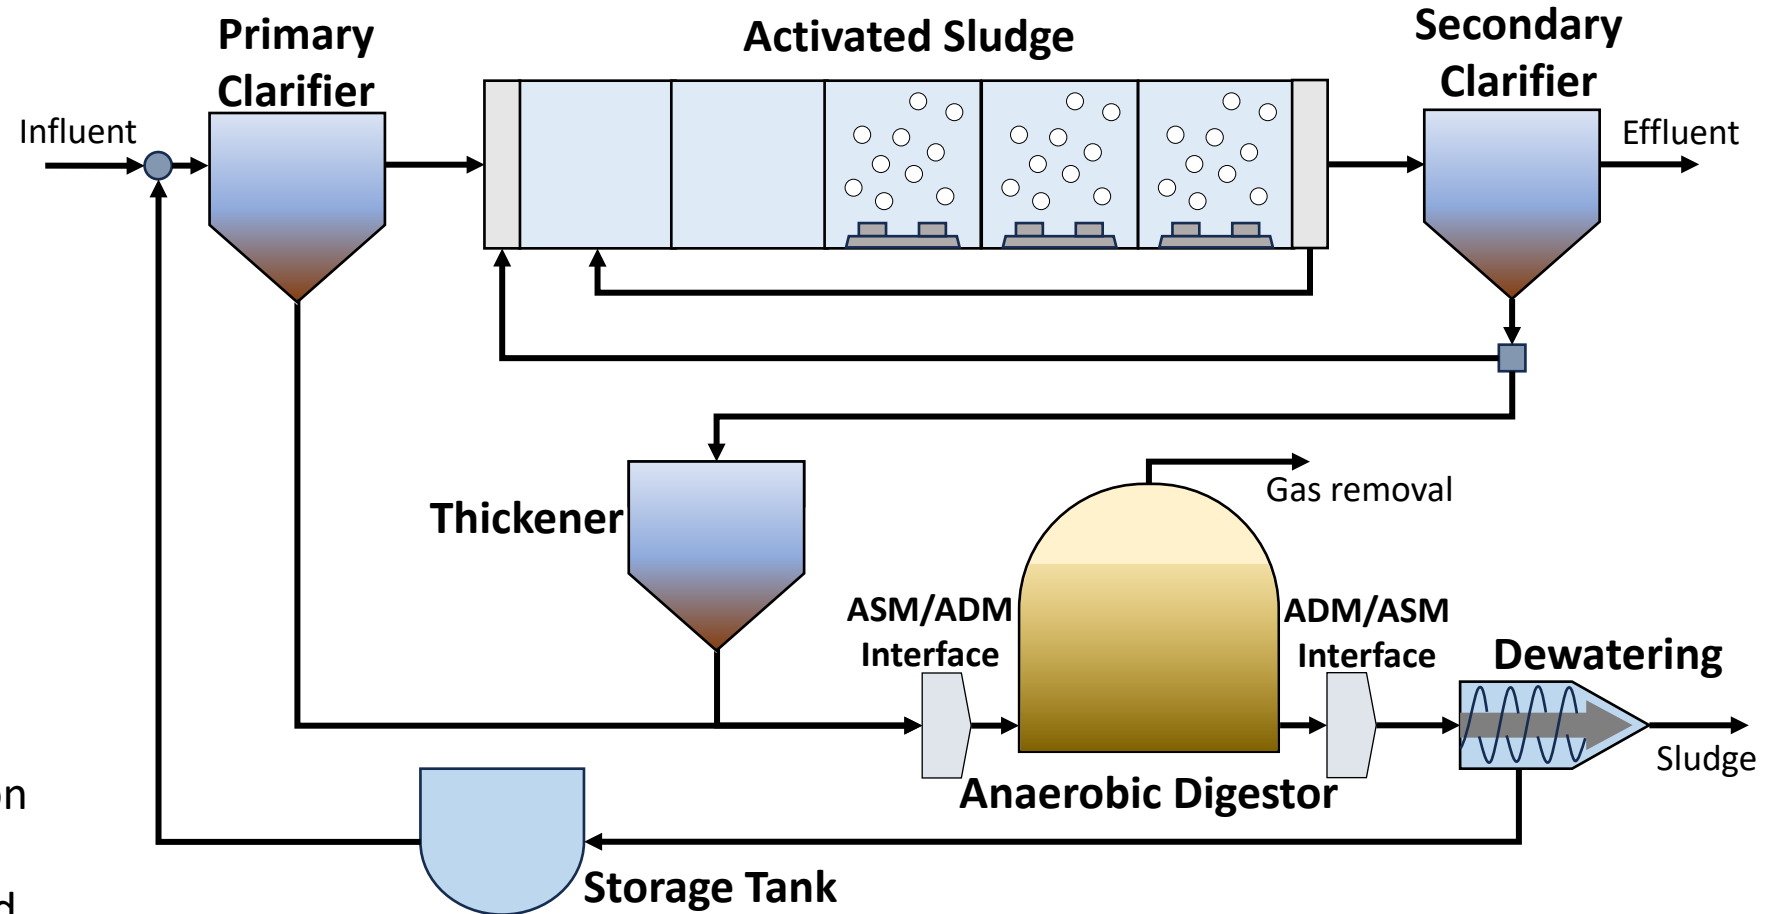 Primary
Clarifier
Activated Sludge
Secondary
Clarifier
Influent
Effluent
Thickener
Gas removal
ASM/ADM
Interface
ADM/ASM
Interface
Dewatering
Sludge
Anaerobic Digestor
on
Storage Tank